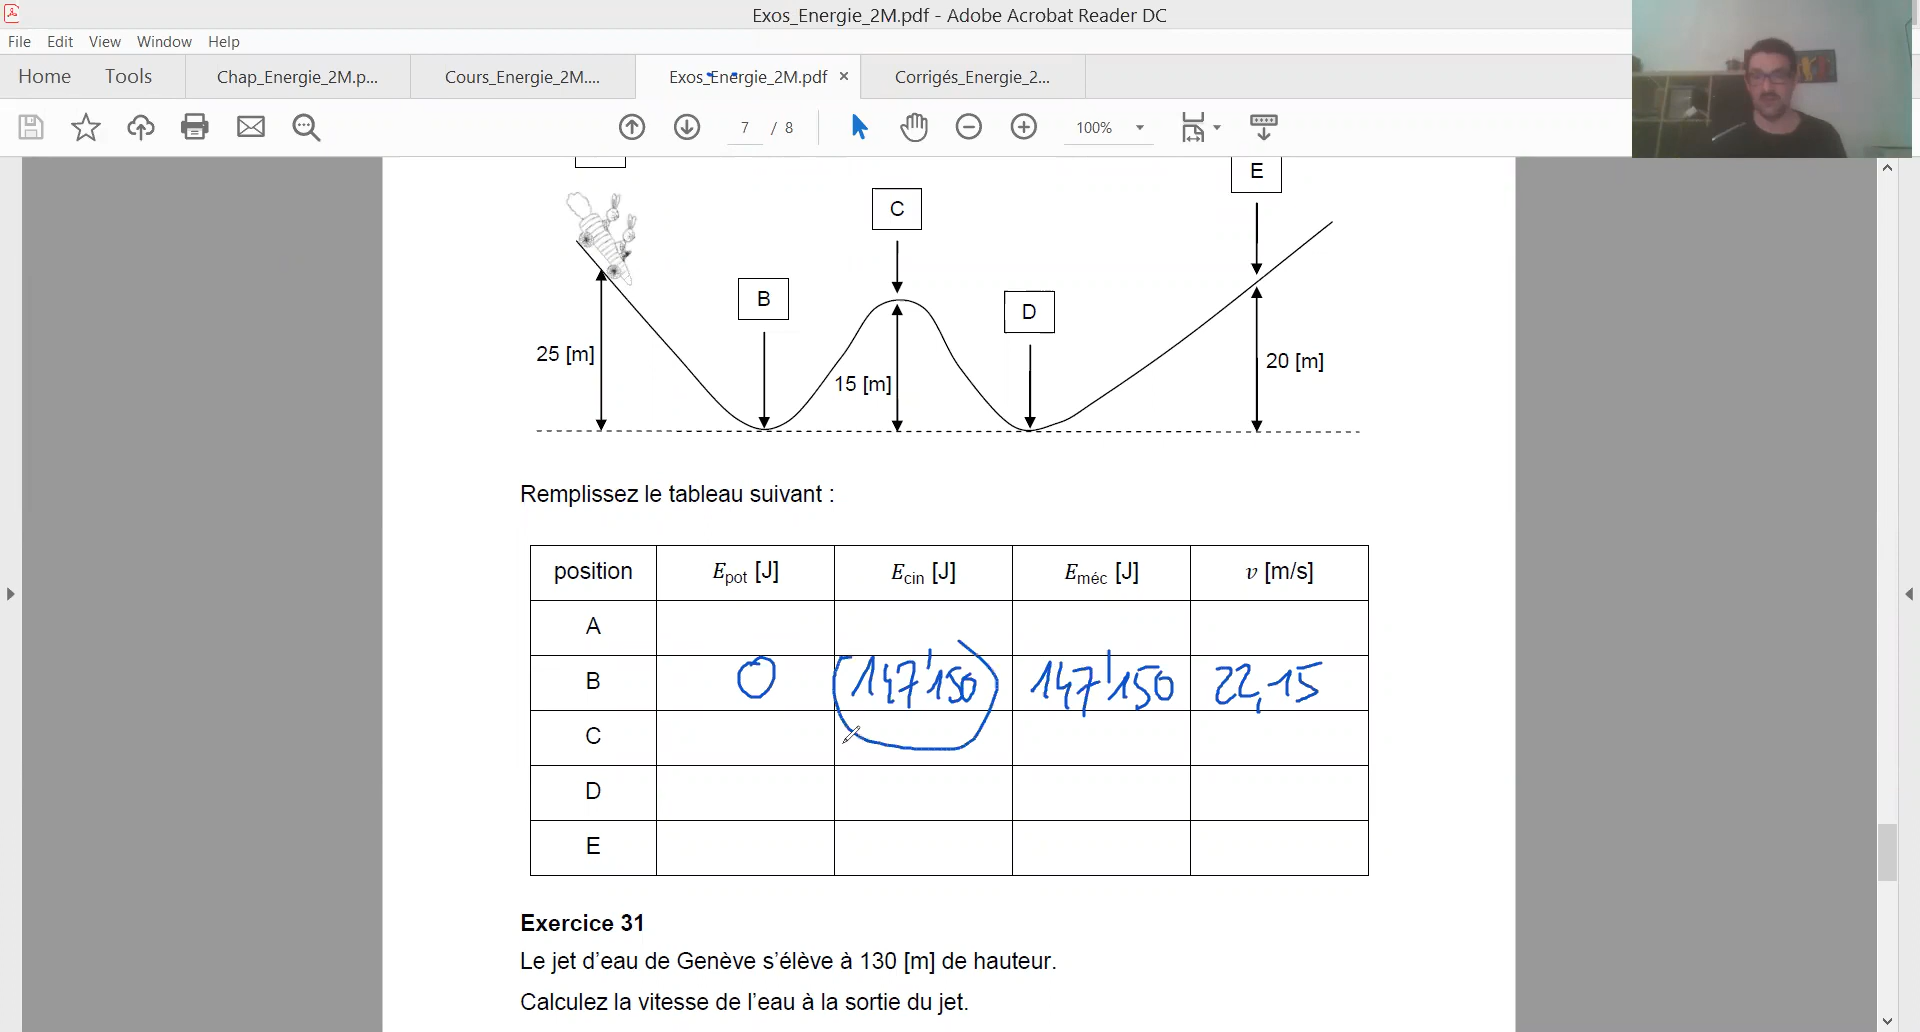 Exos_Energie_2M.pdf - Adobe Acrobat Reader DC
File Edit View Window Help
Home Tools Chap_Energie_2M.p... Cours_Energie_2M.... Exos_Energie_2M.pdf × Corrigés_Energie_2...
7 / 8 100%
E
C
B
D
25 [m]
15 [m]
20 [m]
Remplissez le tableau suivant :
position Epot [J] Ecin [J] Eméc [J] v [m/s]
A
B 0 147'150 147'150 22,15
C
D
E
Exercice 31
Le jet d’eau de Genève s’élève à 130 [m] de hauteur.
Calculez la vitesse de l’eau à la sortie du jet.